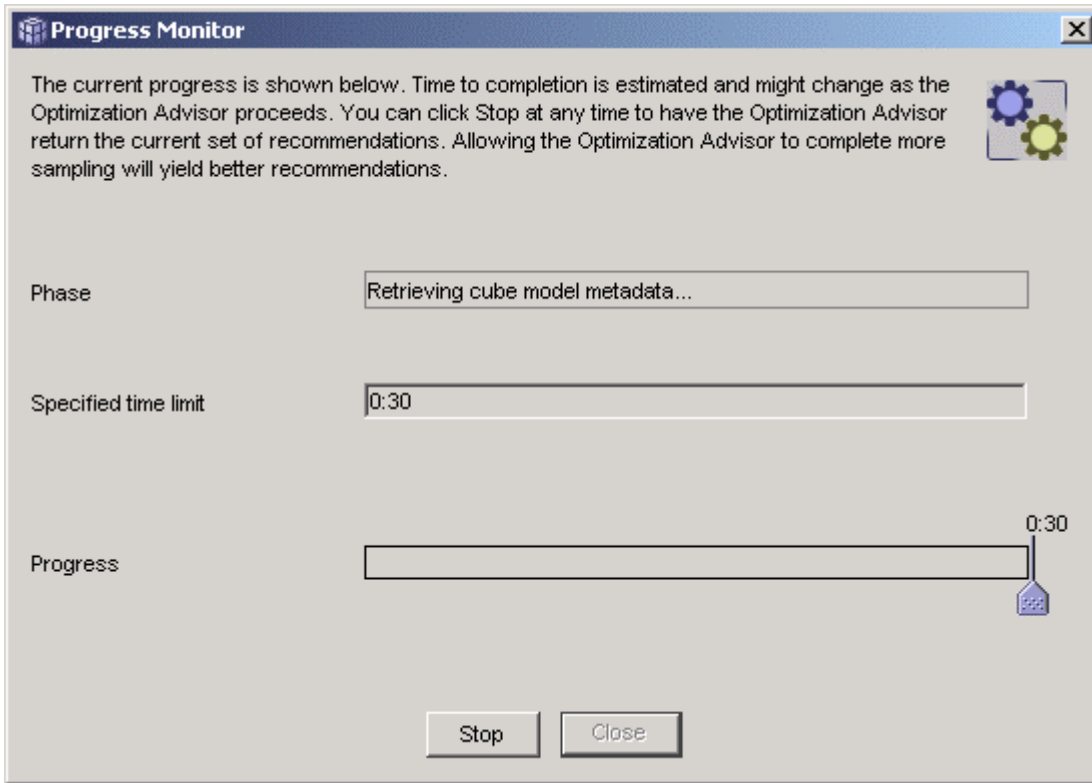 Progress Monitor
The current progress is shown below. Time to completion is estimated and might change as the
Optimization Advisor proceeds. You can click Stop at any time to have the Optimization Advisor
return the current set of recommendations. Allowing the Optimization Advisor to complete more
sampling will yield better recommendations.
Phase
Retrieving cube model metadata...
Specified time limit
0:30
0:30
Progress
Stop
Close